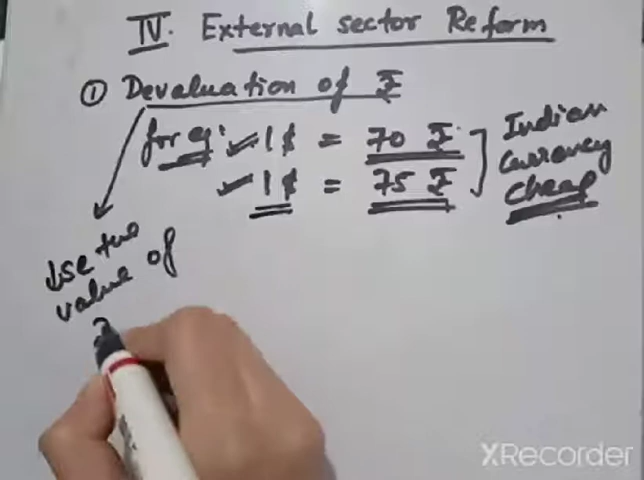 IV. External sector Reform
① Devaluation of ₹
for eg: ✓ 1 $ = 70 ₹
✓ 1 $ = 75 ₹
Indian
currency
cheap
↓se the
value of
XRecorder